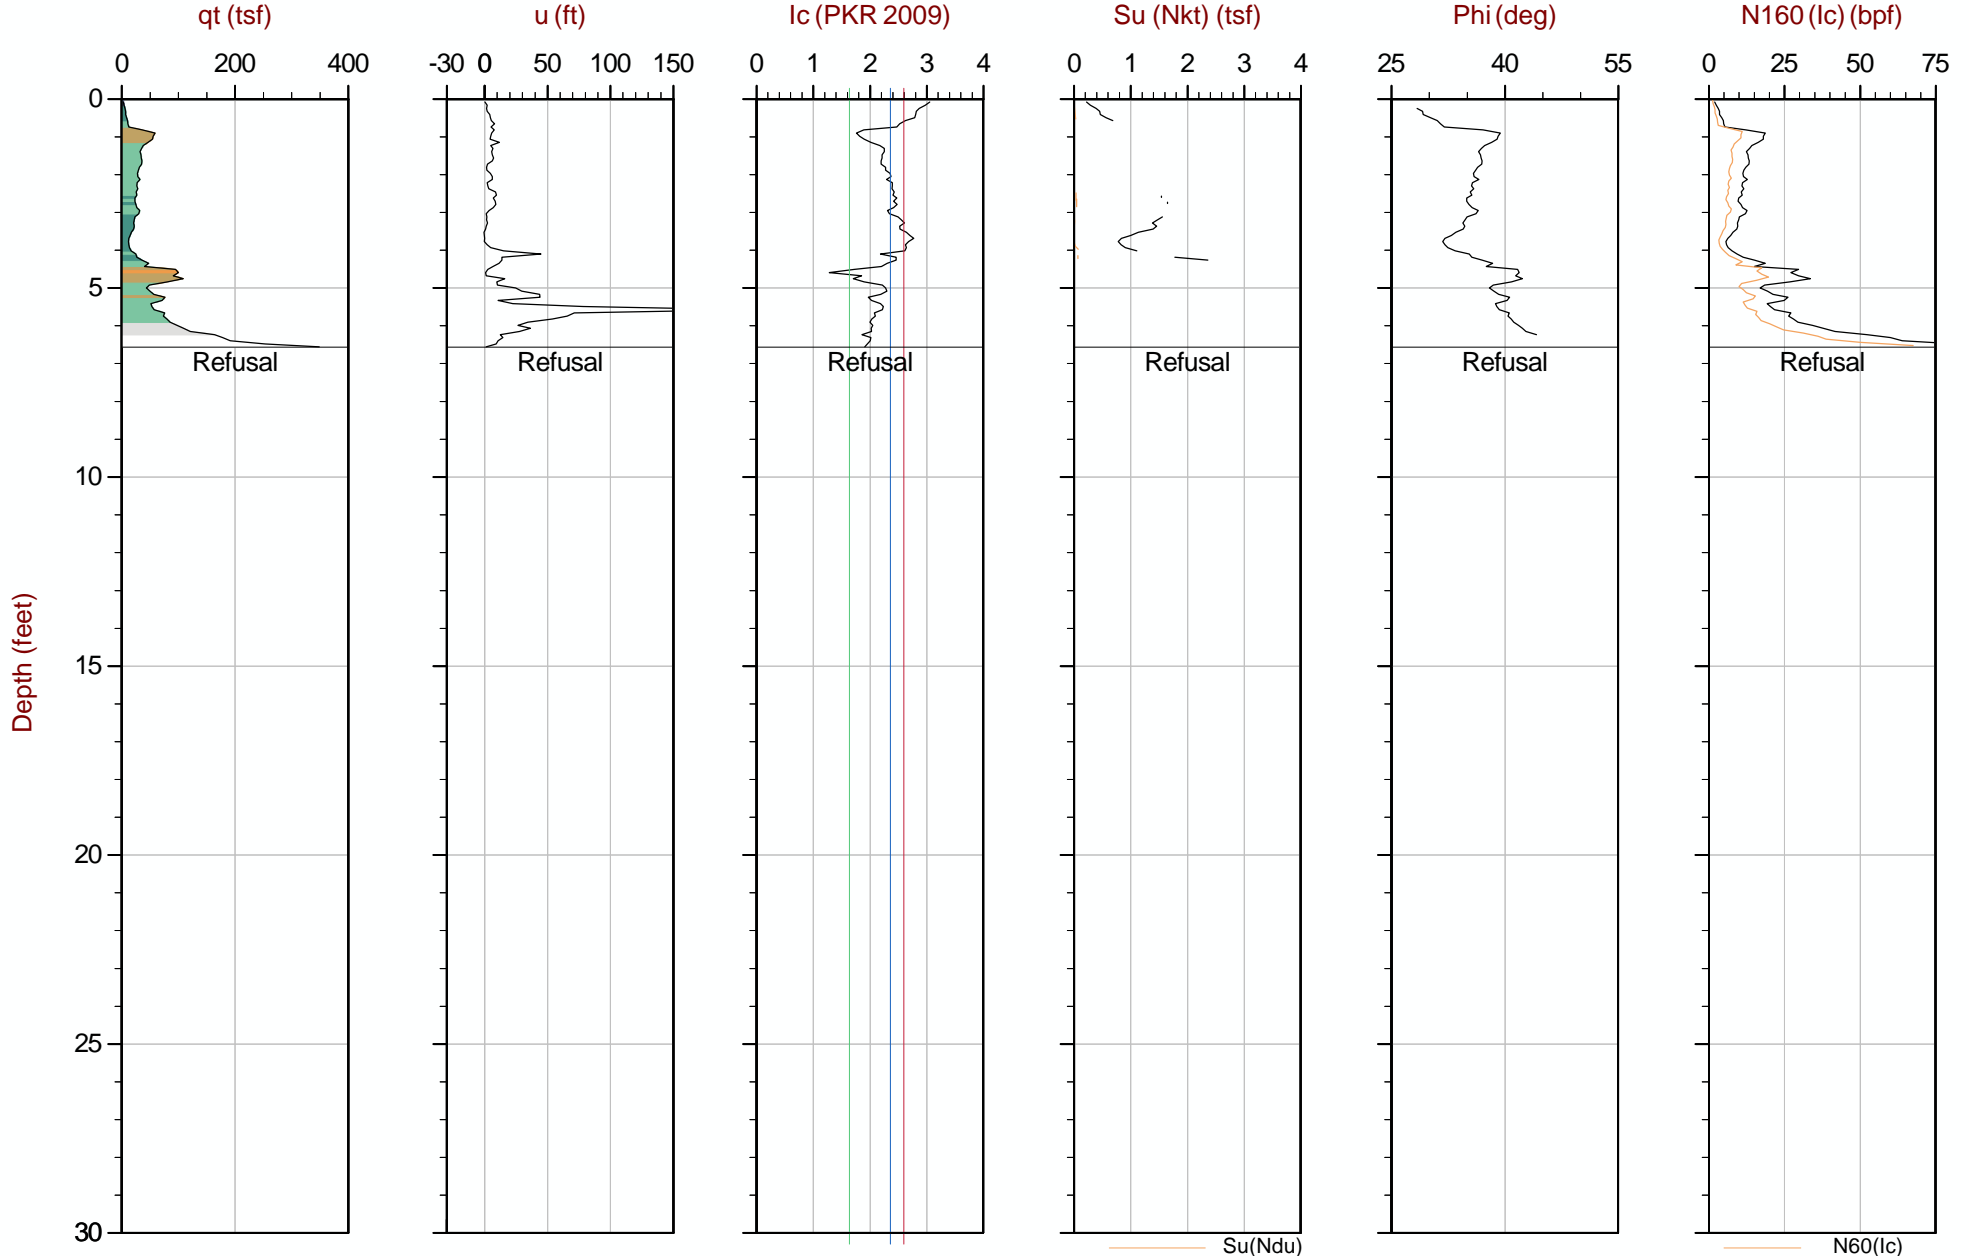 qt (tsf) u (ft) Ic (PKR 2009) Su (Nkt) (tsf) Phi (deg) N160 (Ic) (bpf)
0 200 400 -30 0 50 100 150 0 1 2 3 4 0 1 2 3 4 25 40 55 0 25 50 75
0
5
Refusal Refusal Refusal Refusal Refusal Refusal
10
15
Depth (feet)
20
25
30
Su(Ndu) N60(Ic)